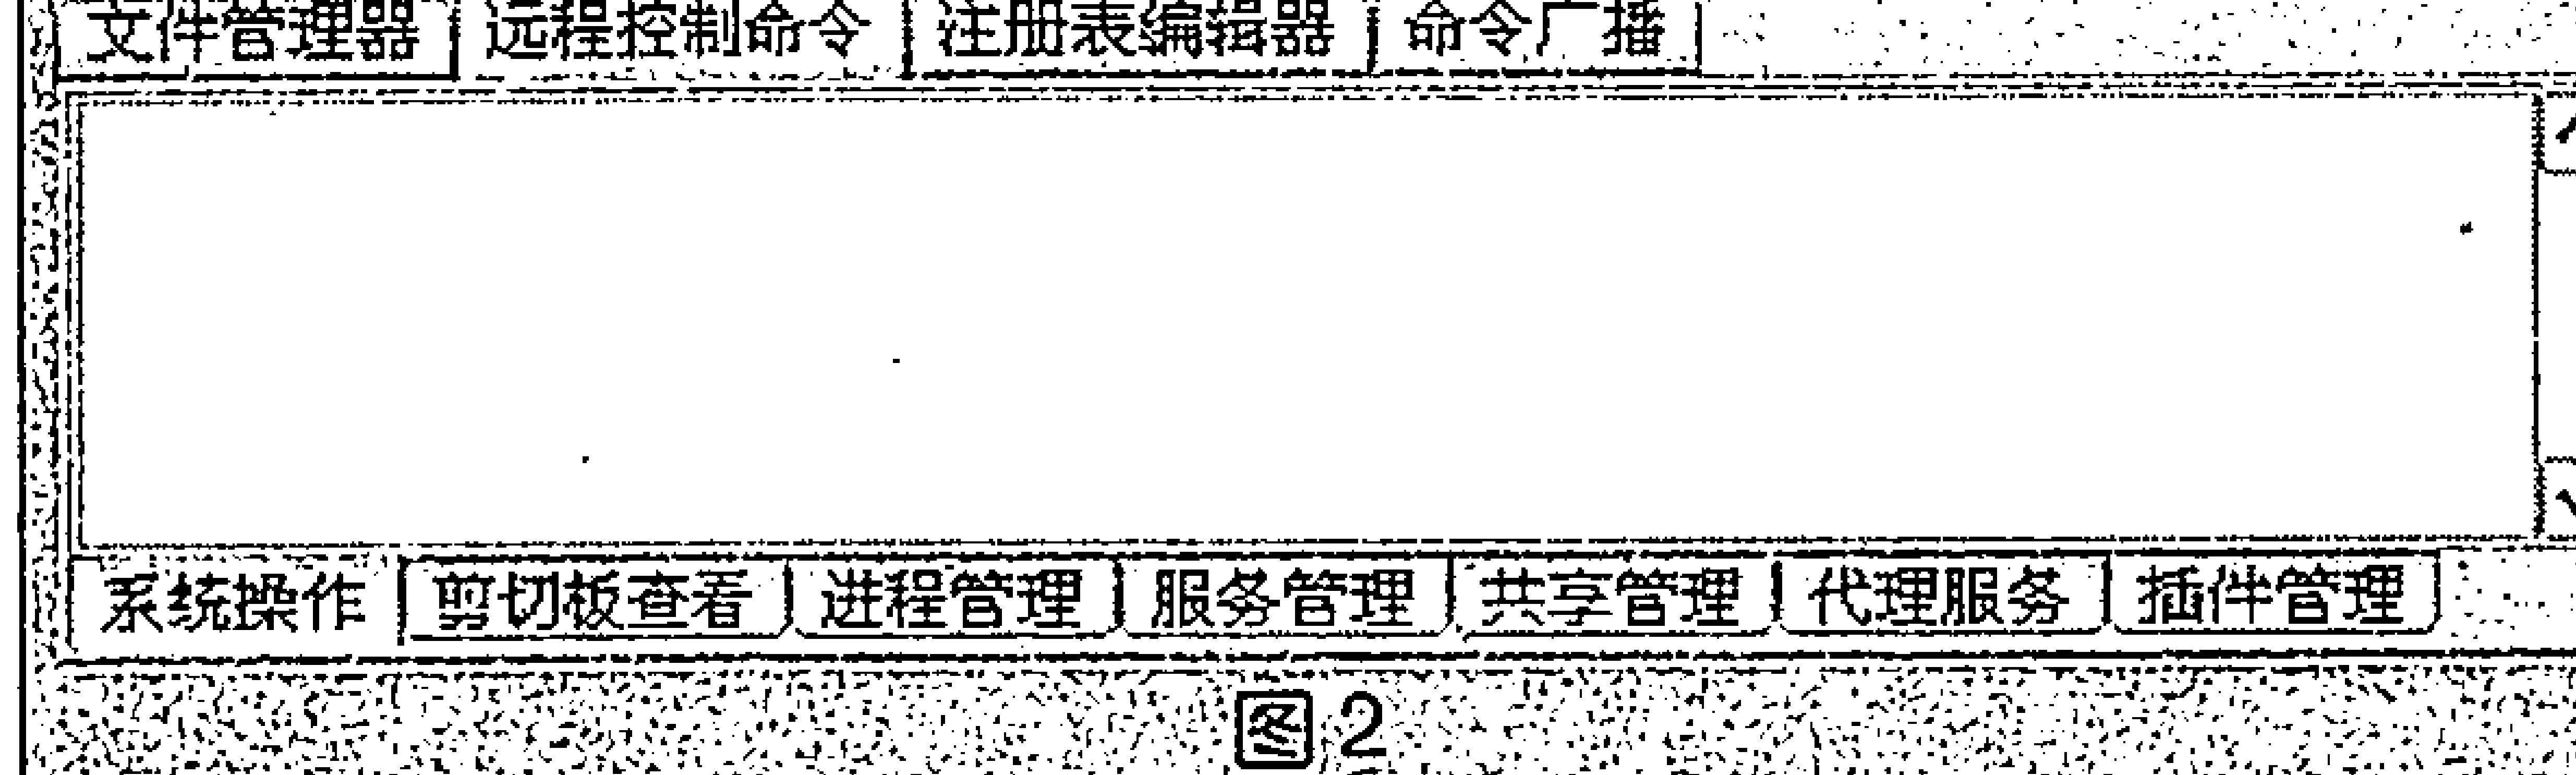 文件管理器 远程控制命令 注册表编辑器 命令广播
系统操作 剪切板查看 进程管理 服务管理 共享管理 代理服务 插件管理
图2